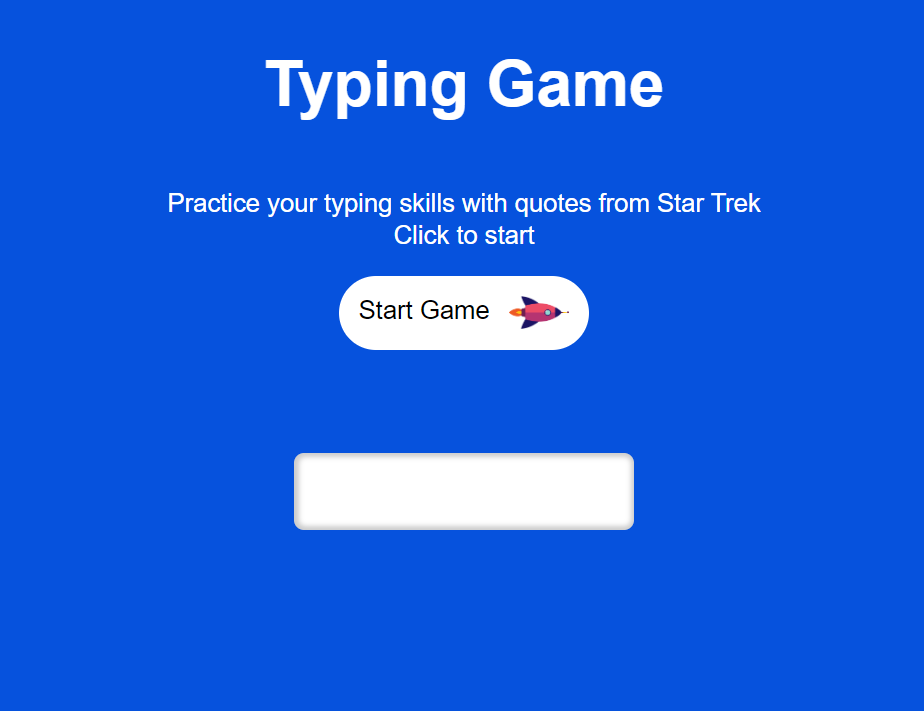 Typing Game
Practice your typing skills with quotes from Star Trek
Click to start
Start Game